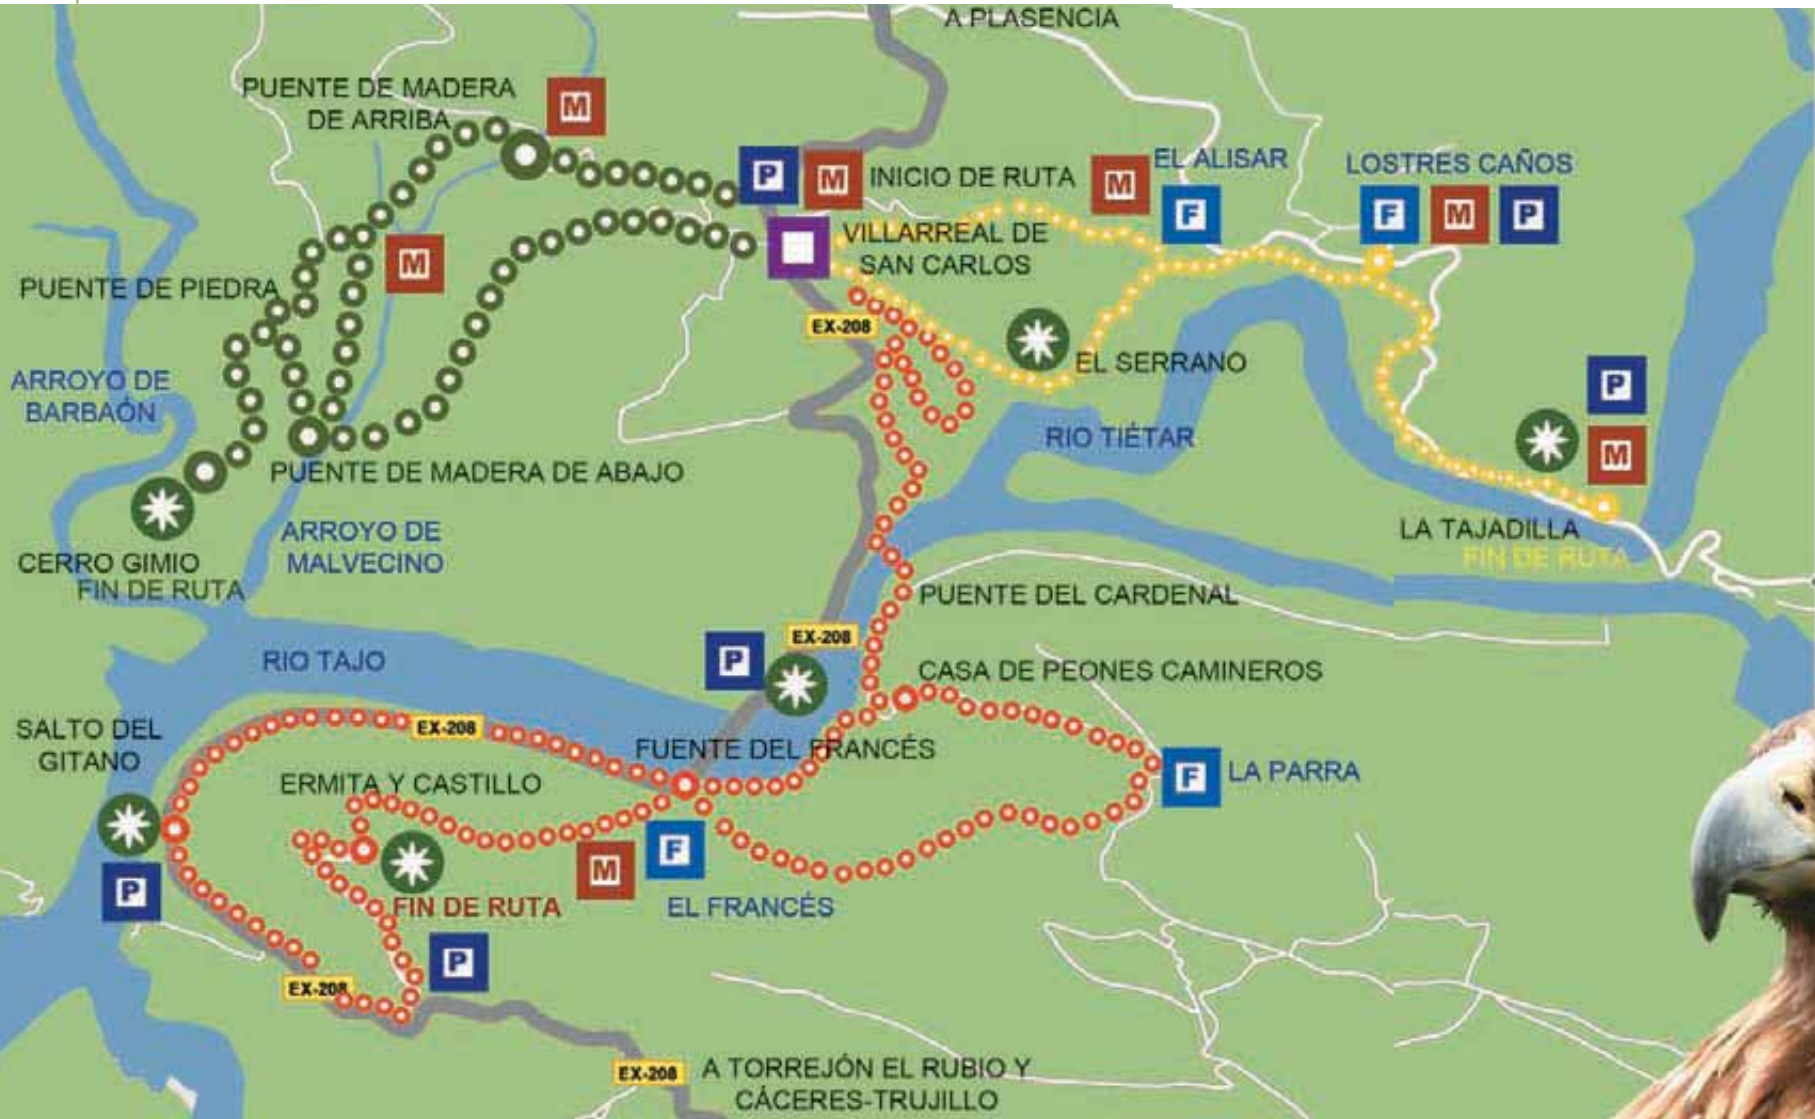 A PLASENCIA
PUENTE DE MADERA
DE ARRIBA
M
P
M
INICIO DE RUTA
M
EL ALISAR
F
LOSTRES CAÑOS
F
M
P
VILLARREAL DE
SAN CARLOS
M
PUENTE DE PIEDRA
EX-208
EL SERRANO
ARROYO DE
BARBAÓN
P
M
RIO TIÉTAR
PUENTE DE MADERA DE ABAJO
LA TAJADILLA
FIN DE RUTA
ARROYO DE
MALVECINO
CERRO GIMIO
FIN DE RUTA
PUENTE DEL CARDENAL
EX-208
P
RIO TAJO
CASA DE PEONES CAMINEROS
SALTO DEL
GITANO
EX-208
FUENTE DEL FRANCÉS
F
LA PARRA
ERMITA Y CASTILLO
P
M
F
FIN DE RUTA
EL FRANCÉS
P
EX-208
EX-208
A TORREJÓN EL RUBIO Y
CÁCERES-TRUJILLO